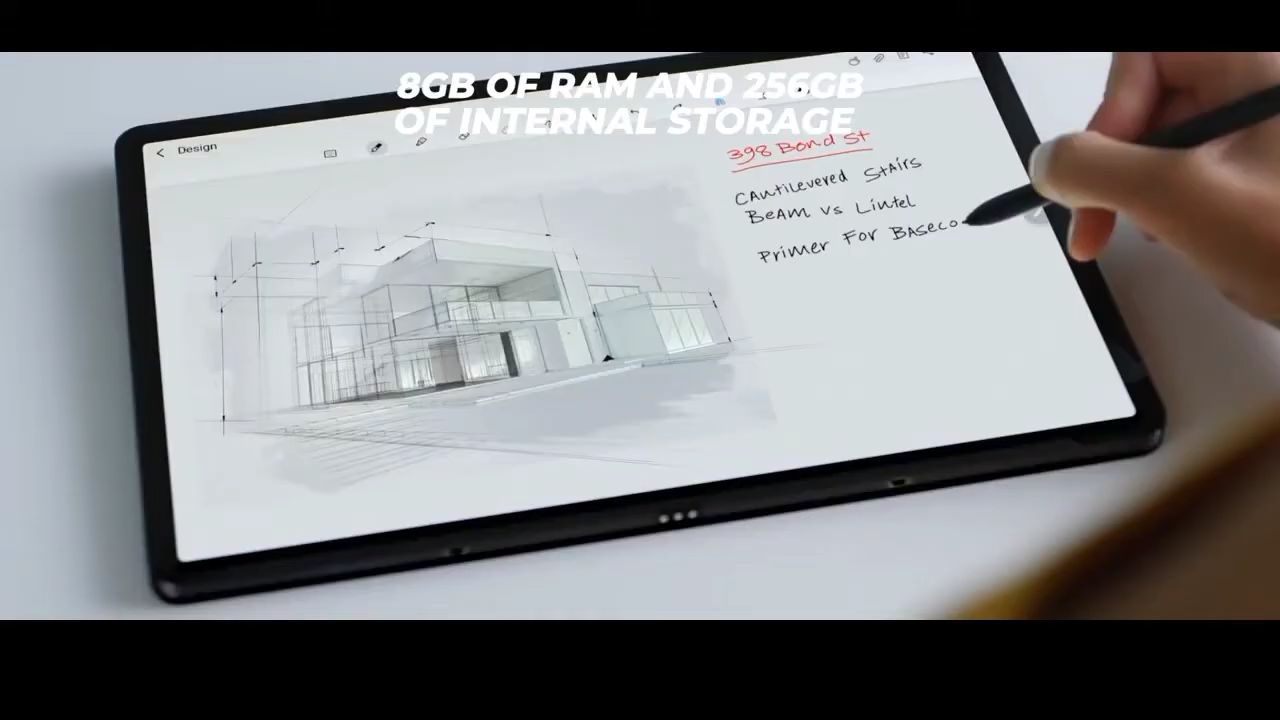 8GB OF RAM AND 256GB
OF INTERNAL STORAGE
Design
398 Bond St
CAntilevered StAirs
BeAM vs Lintel
Primer For BAseco